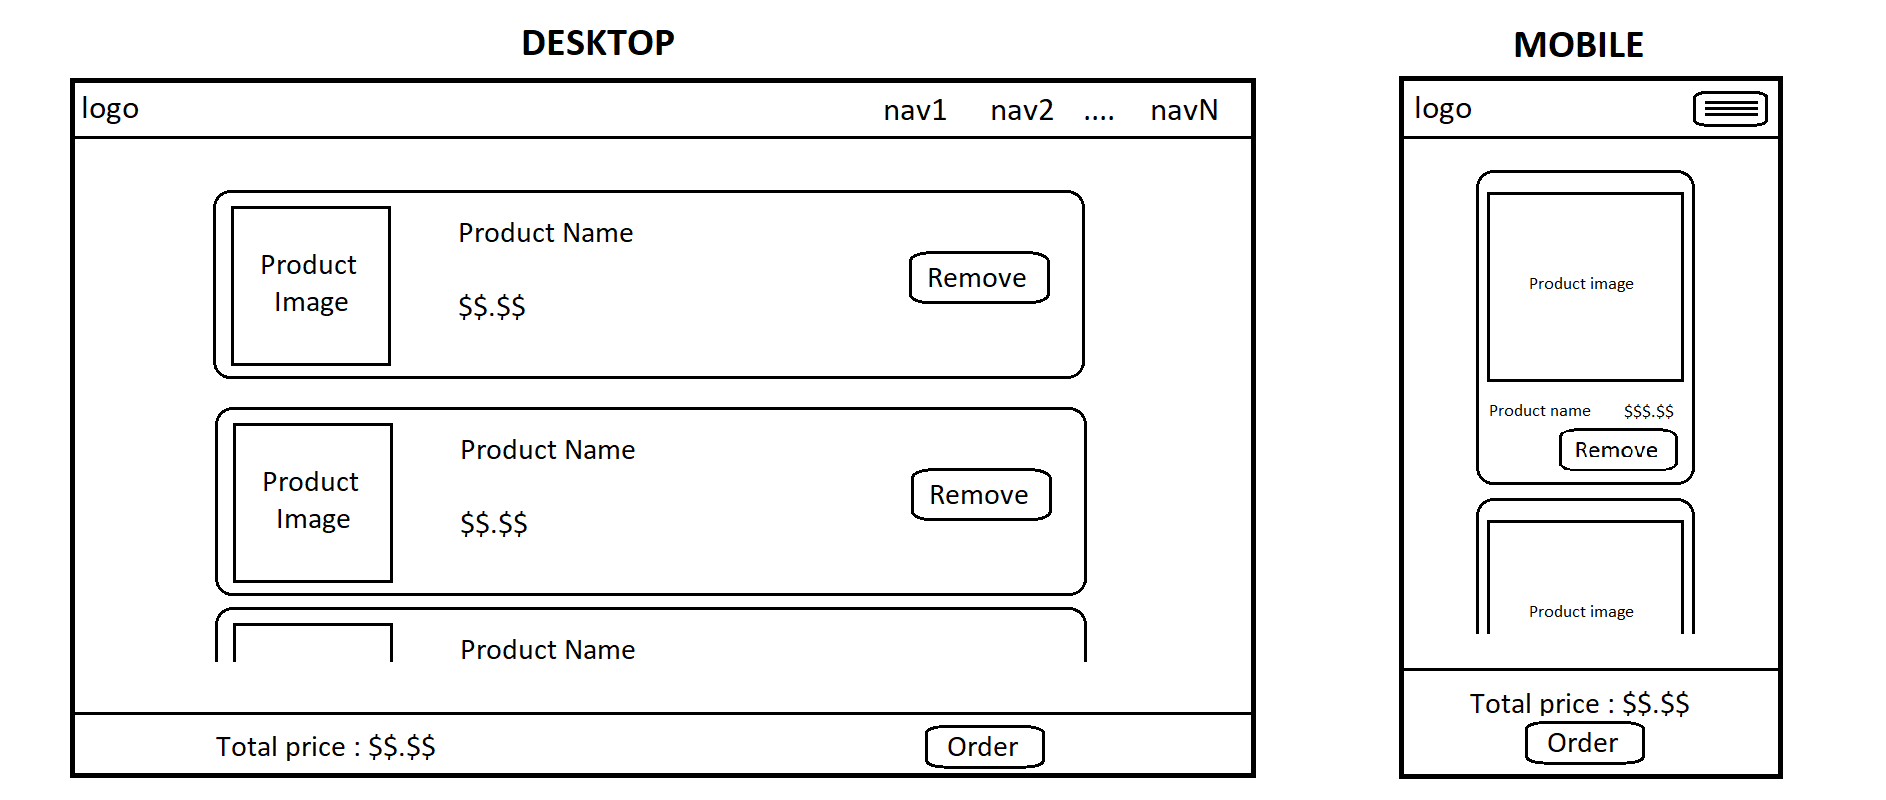 DESKTOP
logo
nav1 nav2 .... navN
Product
Image
Product Name
$$.$$
Remove
Product
Image
Product Name
$$.$$
Remove
Product Name
Total price : $$.$$
Order
MOBILE
logo
Product image
Product name $$$.$$
Remove
Product image
Total price : $$.$$
Order